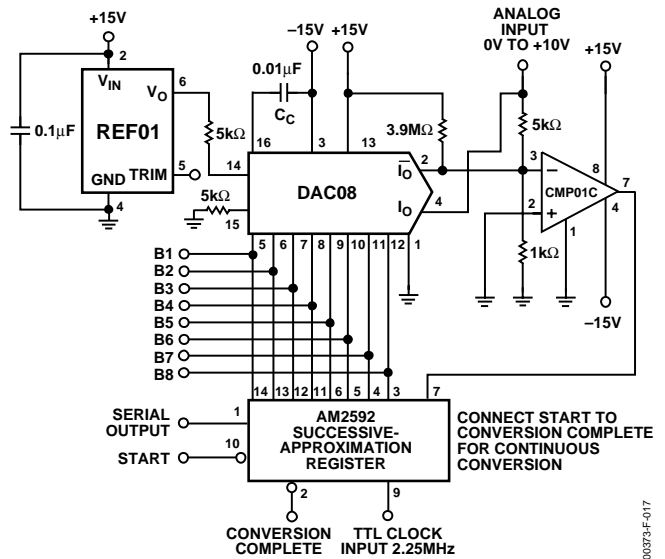 +15V
2
VIN
VO
6
0.1μF
REF01
5kΩ
TRIM
5
GND
4
–15V
+15V
0.01μF
CC
16
3
13
3.9MΩ
14
DAC08
IO
2
IO
4
5kΩ
15
5 6 7 8 9 10 11 12 1
ANALOG
INPUT
0V TO +10V
+15V
5kΩ
3
–
8
7
CMP01C
2
+
4
1
1kΩ
–15V
B1
B2
B3
B4
B5
B6
B7
B8
14 13 12 11 6 5 4 3 7
SERIAL
OUTPUT
1
START
10
AM2592
SUCCESSIVE-
APPROXIMATION
REGISTER
CONNECT START TO
CONVERSION COMPLETE
FOR CONTINUOUS
CONVERSION
2
9
CONVERSION
COMPLETE
TTL CLOCK
INPUT 2.25MHz
00373-F-017